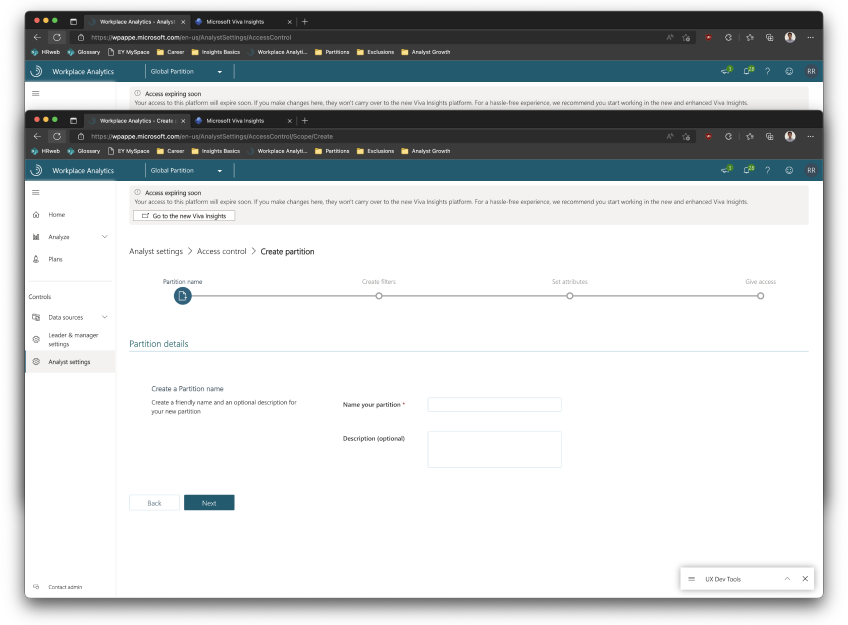 Workplace Analytics - Analyst
Microsoft Viva Insights
https://wpappe.microsoft.com/en-us/AnalystSettings/AccessControl
HRweb
Glossary
EY MySpace
Career
Insights Basics
Workplace Analyti...
Partitions
Exclusions
Analyst Growth
Workplace Analytics
Global Partition
RR
Access expiring soon
Your access to this platform will expire soon. If you make changes here, they won't carry over to the new Viva Insights platform. For a hassle-free experience, we recommend you start working in the new and enhanced Viva Insights.
Workplace Analytics - Create
Microsoft Viva Insights
https://wpappe.microsoft.com/en-us/AnalystSettings/AccessControl/Scope/Create
HRweb
Glossary
EY MySpace
Career
Insights Basics
Workplace Analyti...
Partitions
Exclusions
Analyst Growth
Workplace Analytics
Global Partition
RR
Access expiring soon
Your access to this platform will expire soon. If you make changes here, they won't carry over to the new Viva Insights platform. For a hassle-free experience, we recommend you start working in the new and enhanced Viva Insights.
Go to the new Viva Insights
Home
Analyze
Plans
Controls
Data sources
Leader & manager
settings
Analyst settings
Contact admin
Analyst settings > Access control > Create partition
Partition name
Create filters
Set attributes
Give access
Partition details
Create a Partition name
Create a friendly name and an optional description for
your new partition
Name your partition *
Description (optional)
Back
Next
UX Dev Tools